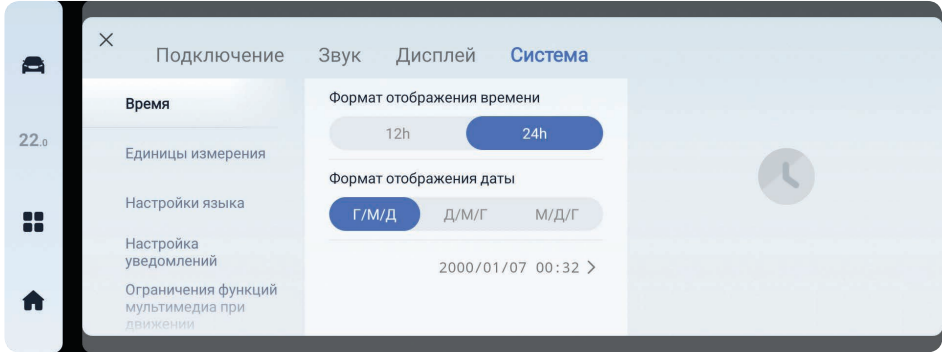 Подключение Звук Дисплей Система
Время
Единицы измерения
Настройки языка
Настройка
уведомлений
Ограничения функций
мультимедиа при
движении
Формат отображения времени
12h 24h
Формат отображения даты
Г/М/Д Д/М/Г М/Д/Г
2000/01/07 00:32
22.0